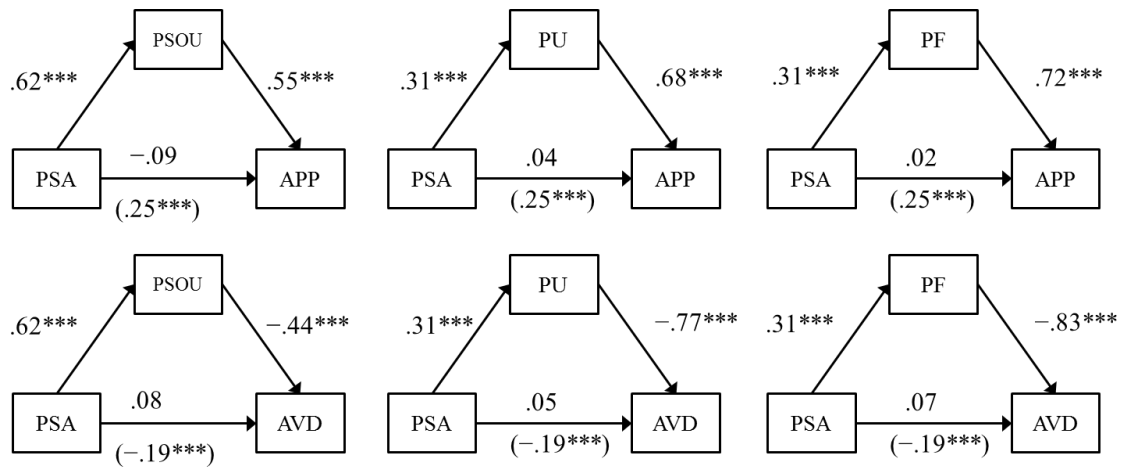 PSOU
PU
PF
.62***
.55***
.31***
.68***
.31***
.72***
PSA
−.09
APP
PSA
.04
APP
PSA
.02
APP
(.25***)
(.25***)
(.25***)
PSOU
PU
PF
.62***
−.44***
.31***
−.77***
.31***
−.83***
PSA
.08
AVD
PSA
.05
AVD
PSA
.07
AVD
(−.19***)
(−.19***)
(−.19***)